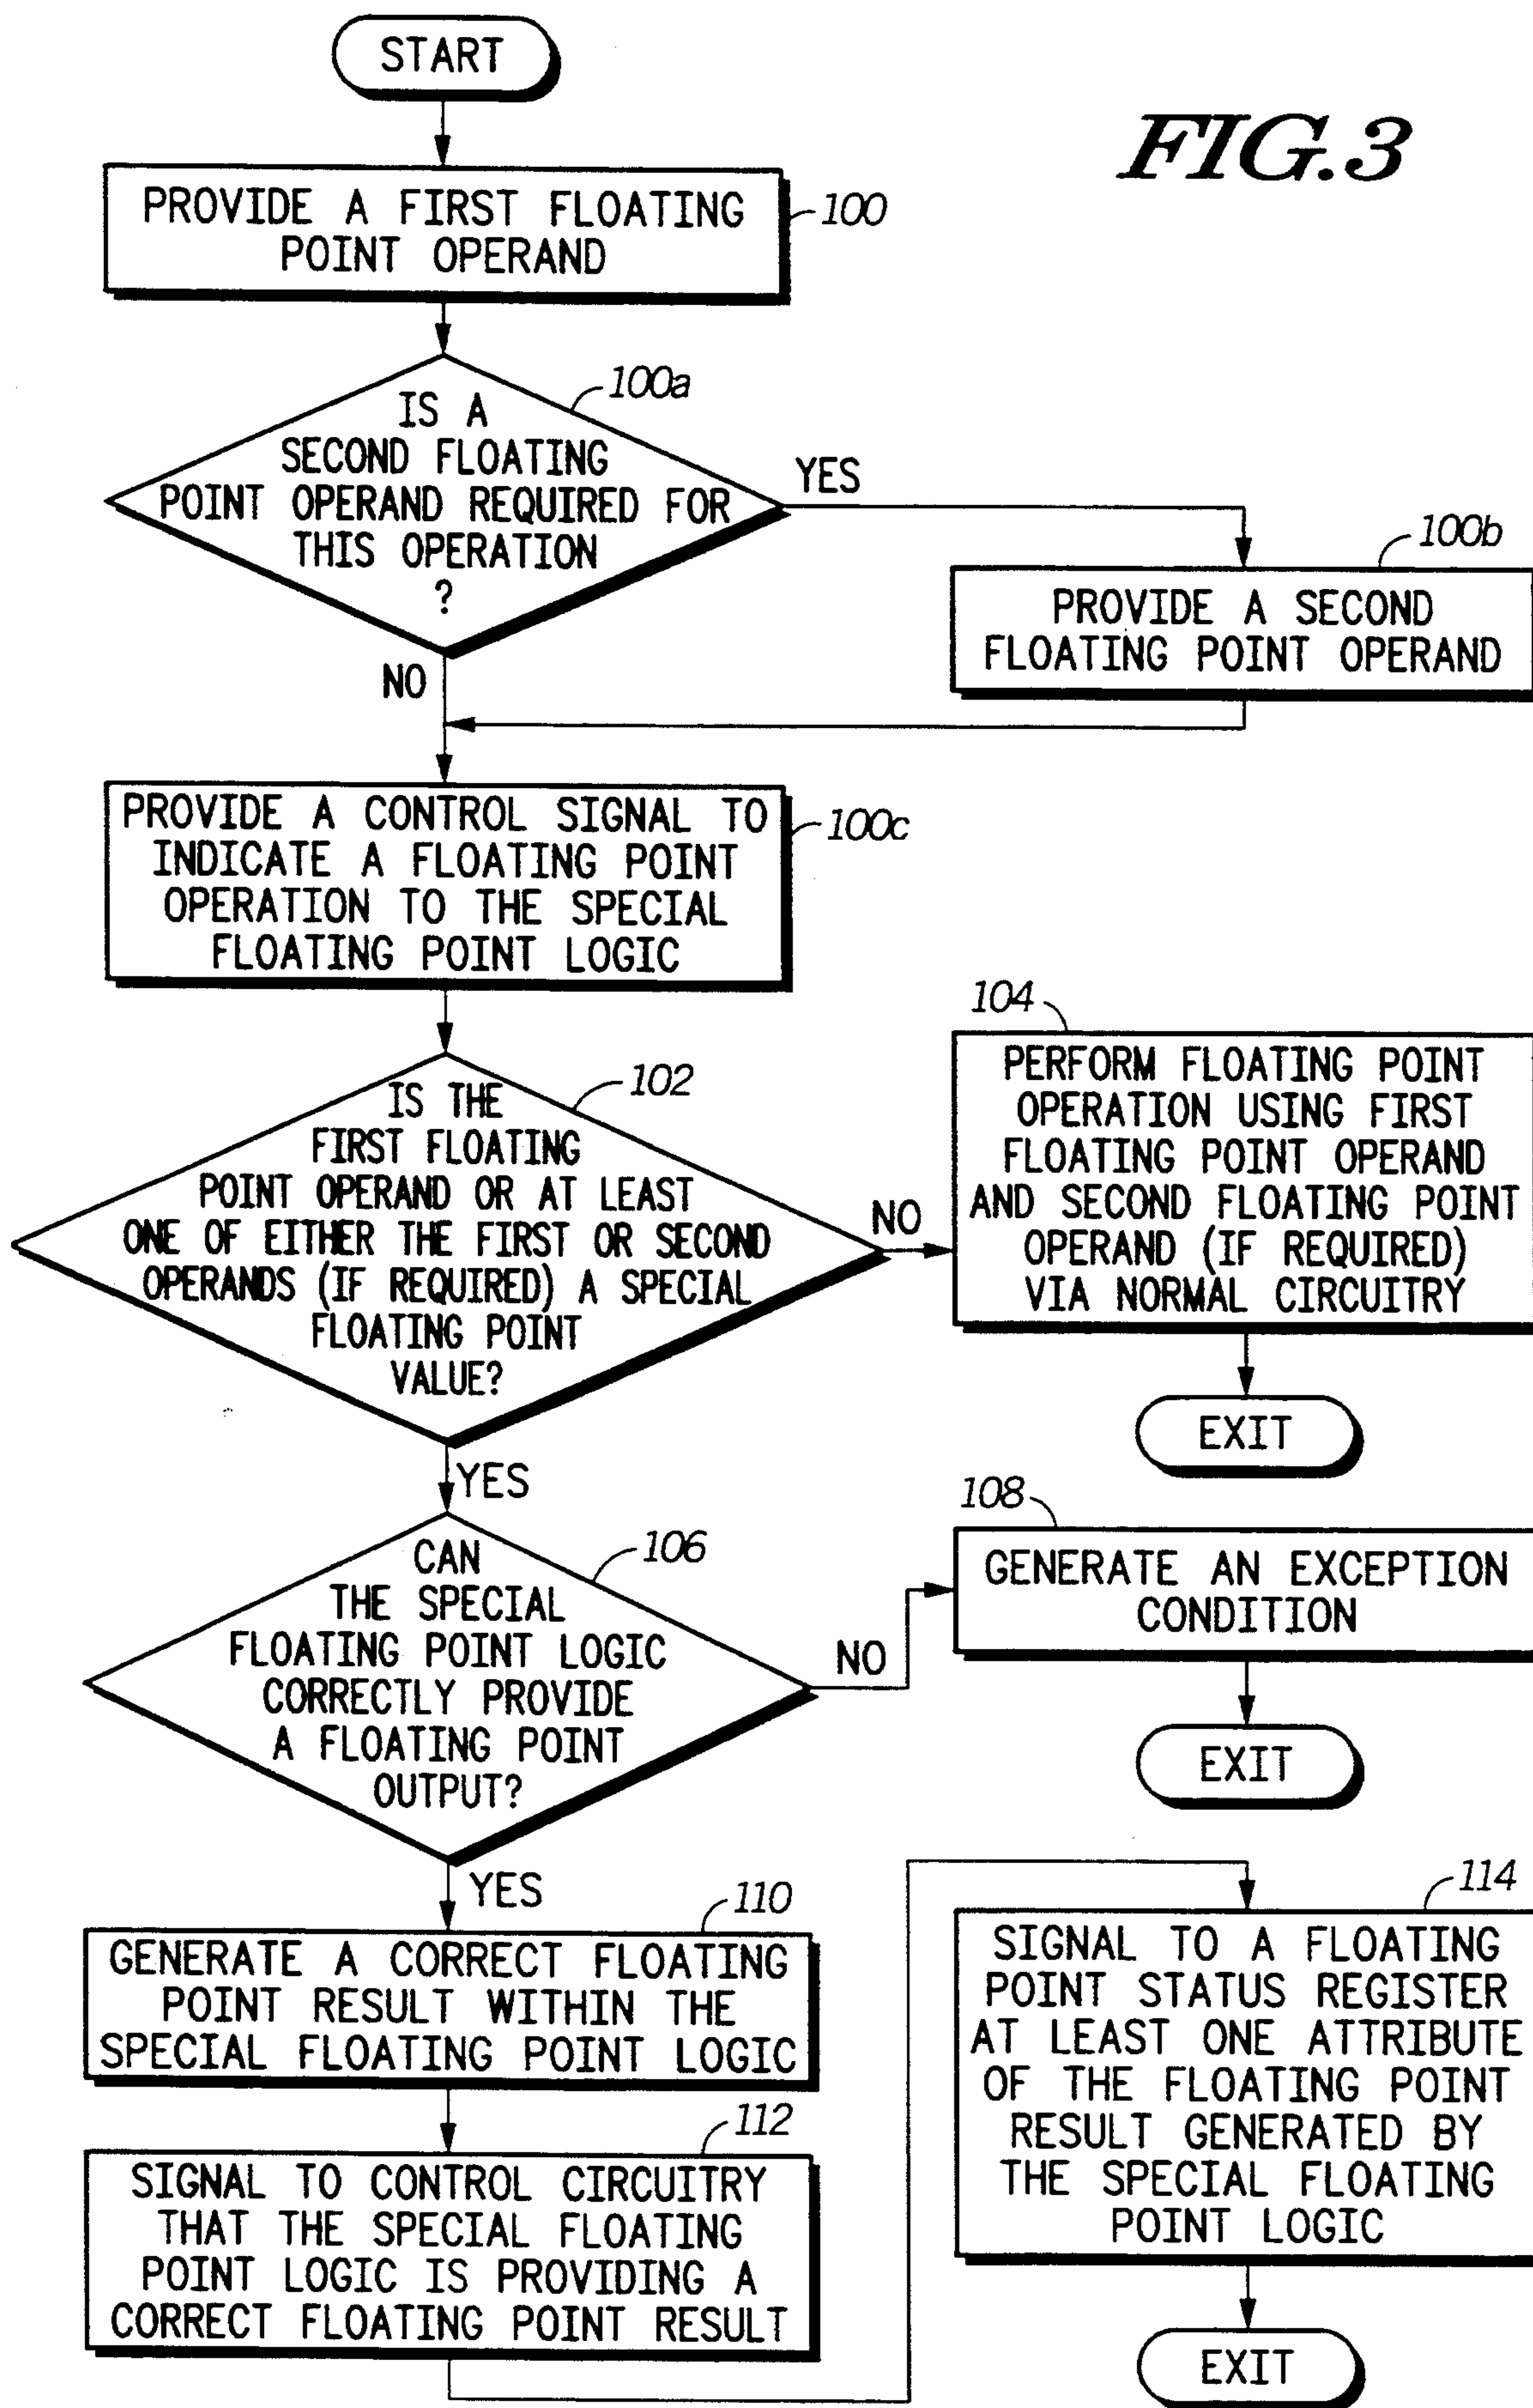 START
FIG.3
PROVIDE A FIRST FLOATING
POINT OPERAND
100
IS A
SECOND FLOATING
POINT OPERAND REQUIRED FOR
THIS OPERATION
?
100a
YES
NO
100b
PROVIDE A SECOND
FLOATING POINT OPERAND
PROVIDE A CONTROL SIGNAL TO
INDICATE A FLOATING POINT
OPERATION TO THE SPECIAL
FLOATING POINT LOGIC
100c
IS THE
FIRST FLOATING
POINT OPERAND OR AT LEAST
ONE OF EITHER THE FIRST OR SECOND
OPERANDS (IF REQUIRED) A SPECIAL
FLOATING POINT
VALUE?
102
NO
YES
104
PERFORM FLOATING POINT
OPERATION USING FIRST
FLOATING POINT OPERAND
AND SECOND FLOATING POINT
OPERAND (IF REQUIRED)
VIA NORMAL CIRCUITRY
EXIT
CAN
THE SPECIAL
FLOATING POINT LOGIC
CORRECTLY PROVIDE
A FLOATING POINT
OUTPUT?
106
NO
YES
108
GENERATE AN EXCEPTION
CONDITION
EXIT
110
GENERATE A CORRECT FLOATING
POINT RESULT WITHIN THE
SPECIAL FLOATING POINT LOGIC
112
SIGNAL TO CONTROL CIRCUITRY
THAT THE SPECIAL FLOATING
POINT LOGIC IS PROVIDING A
CORRECT FLOATING POINT RESULT
114
SIGNAL TO A FLOATING
POINT STATUS REGISTER
AT LEAST ONE ATTRIBUTE
OF THE FLOATING POINT
RESULT GENERATED BY
THE SPECIAL FLOATING
POINT LOGIC
EXIT